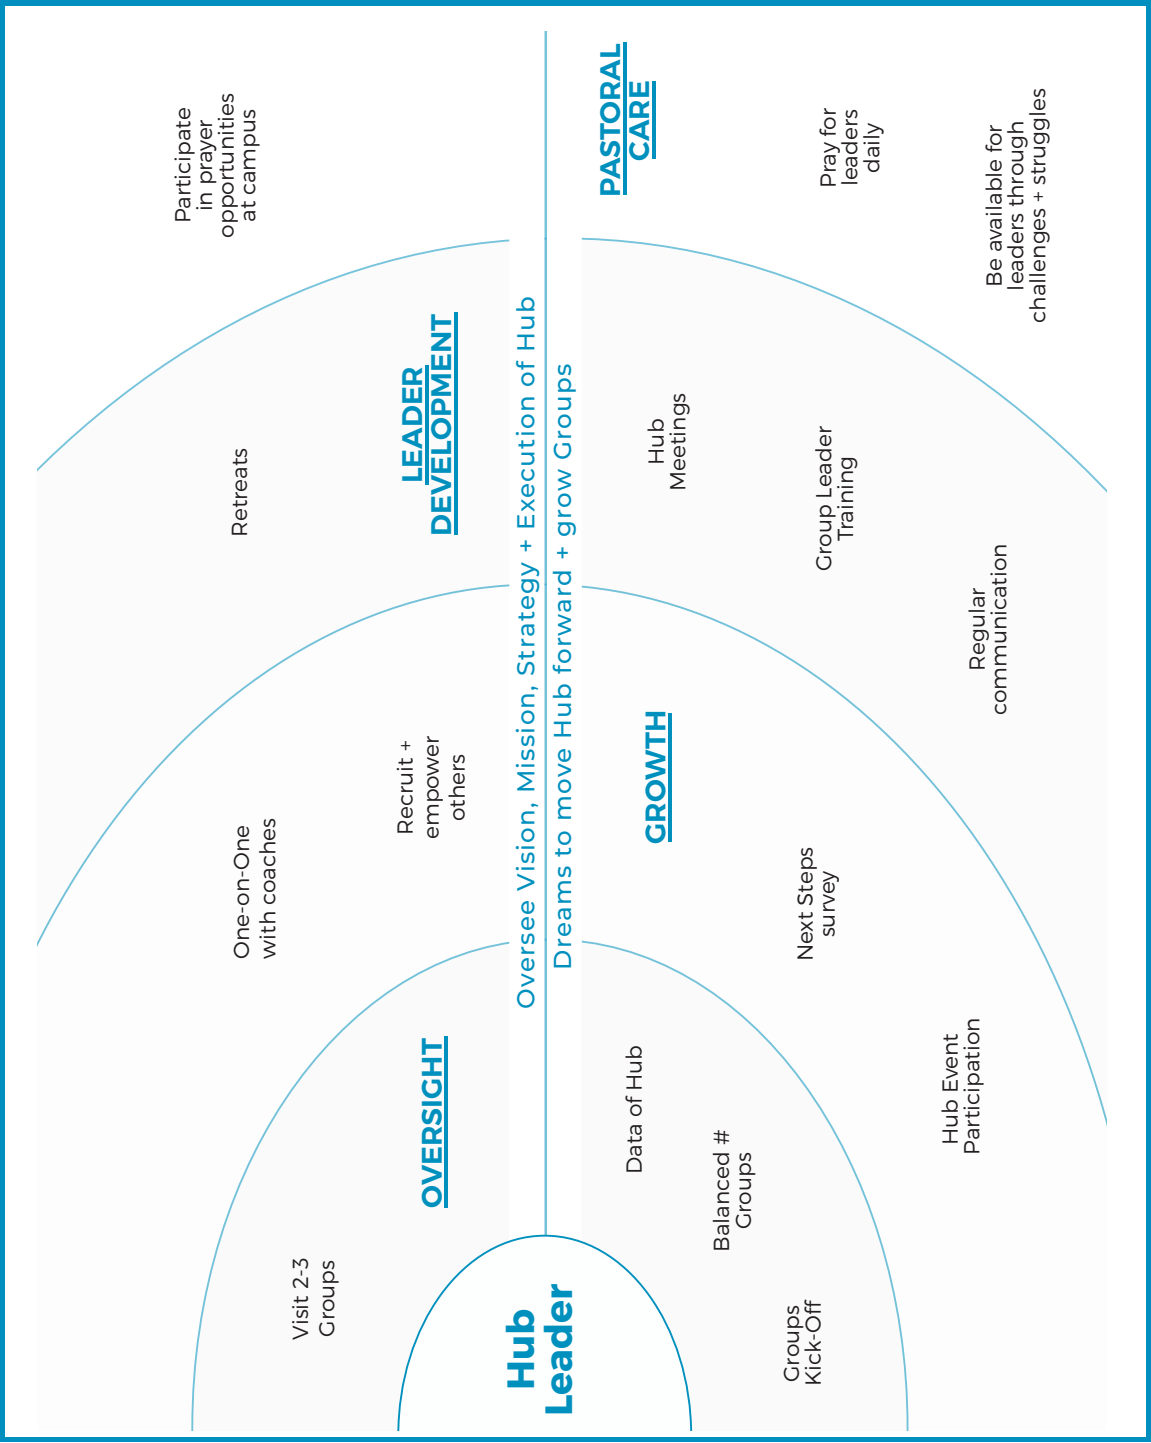 Hub
Leader
Oversee Vision, Mission, Strategy + Execution of Hub
Dreams to move Hub forward + grow Groups
OVERSIGHT
Visit 2-3
Groups
Data of Hub
Balanced #
Groups
Groups
Kick-Off
GROWTH
One-on-One
with coaches
Recruit +
empower
others
Next Steps
survey
Hub Event
Participation
LEADER
DEVELOPMENT
Retreats
Hub
Meetings
Group Leader
Training
Regular
communication
PASTORAL
CARE
Participate
in prayer
opportunities
at campus
Pray for
leaders
daily
Be available for
leaders through
challenges + struggles